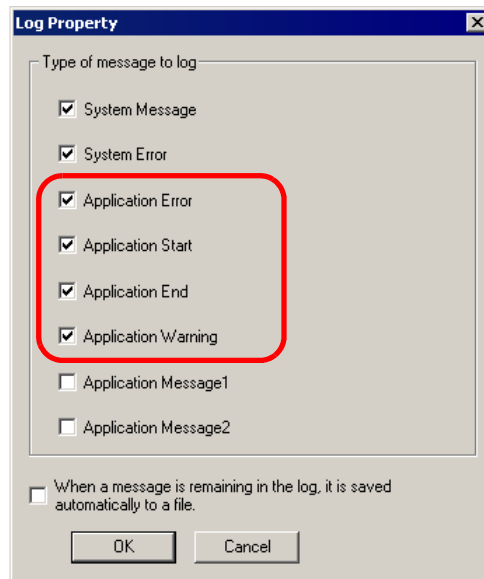 Log Property
Type of message to log
System Message
System Error
Application Error
Application Start
Application End
Application Warning
Application Message1
Application Message2
When a message is remaining in the log, it is saved
automatically to a file.
OK Cancel